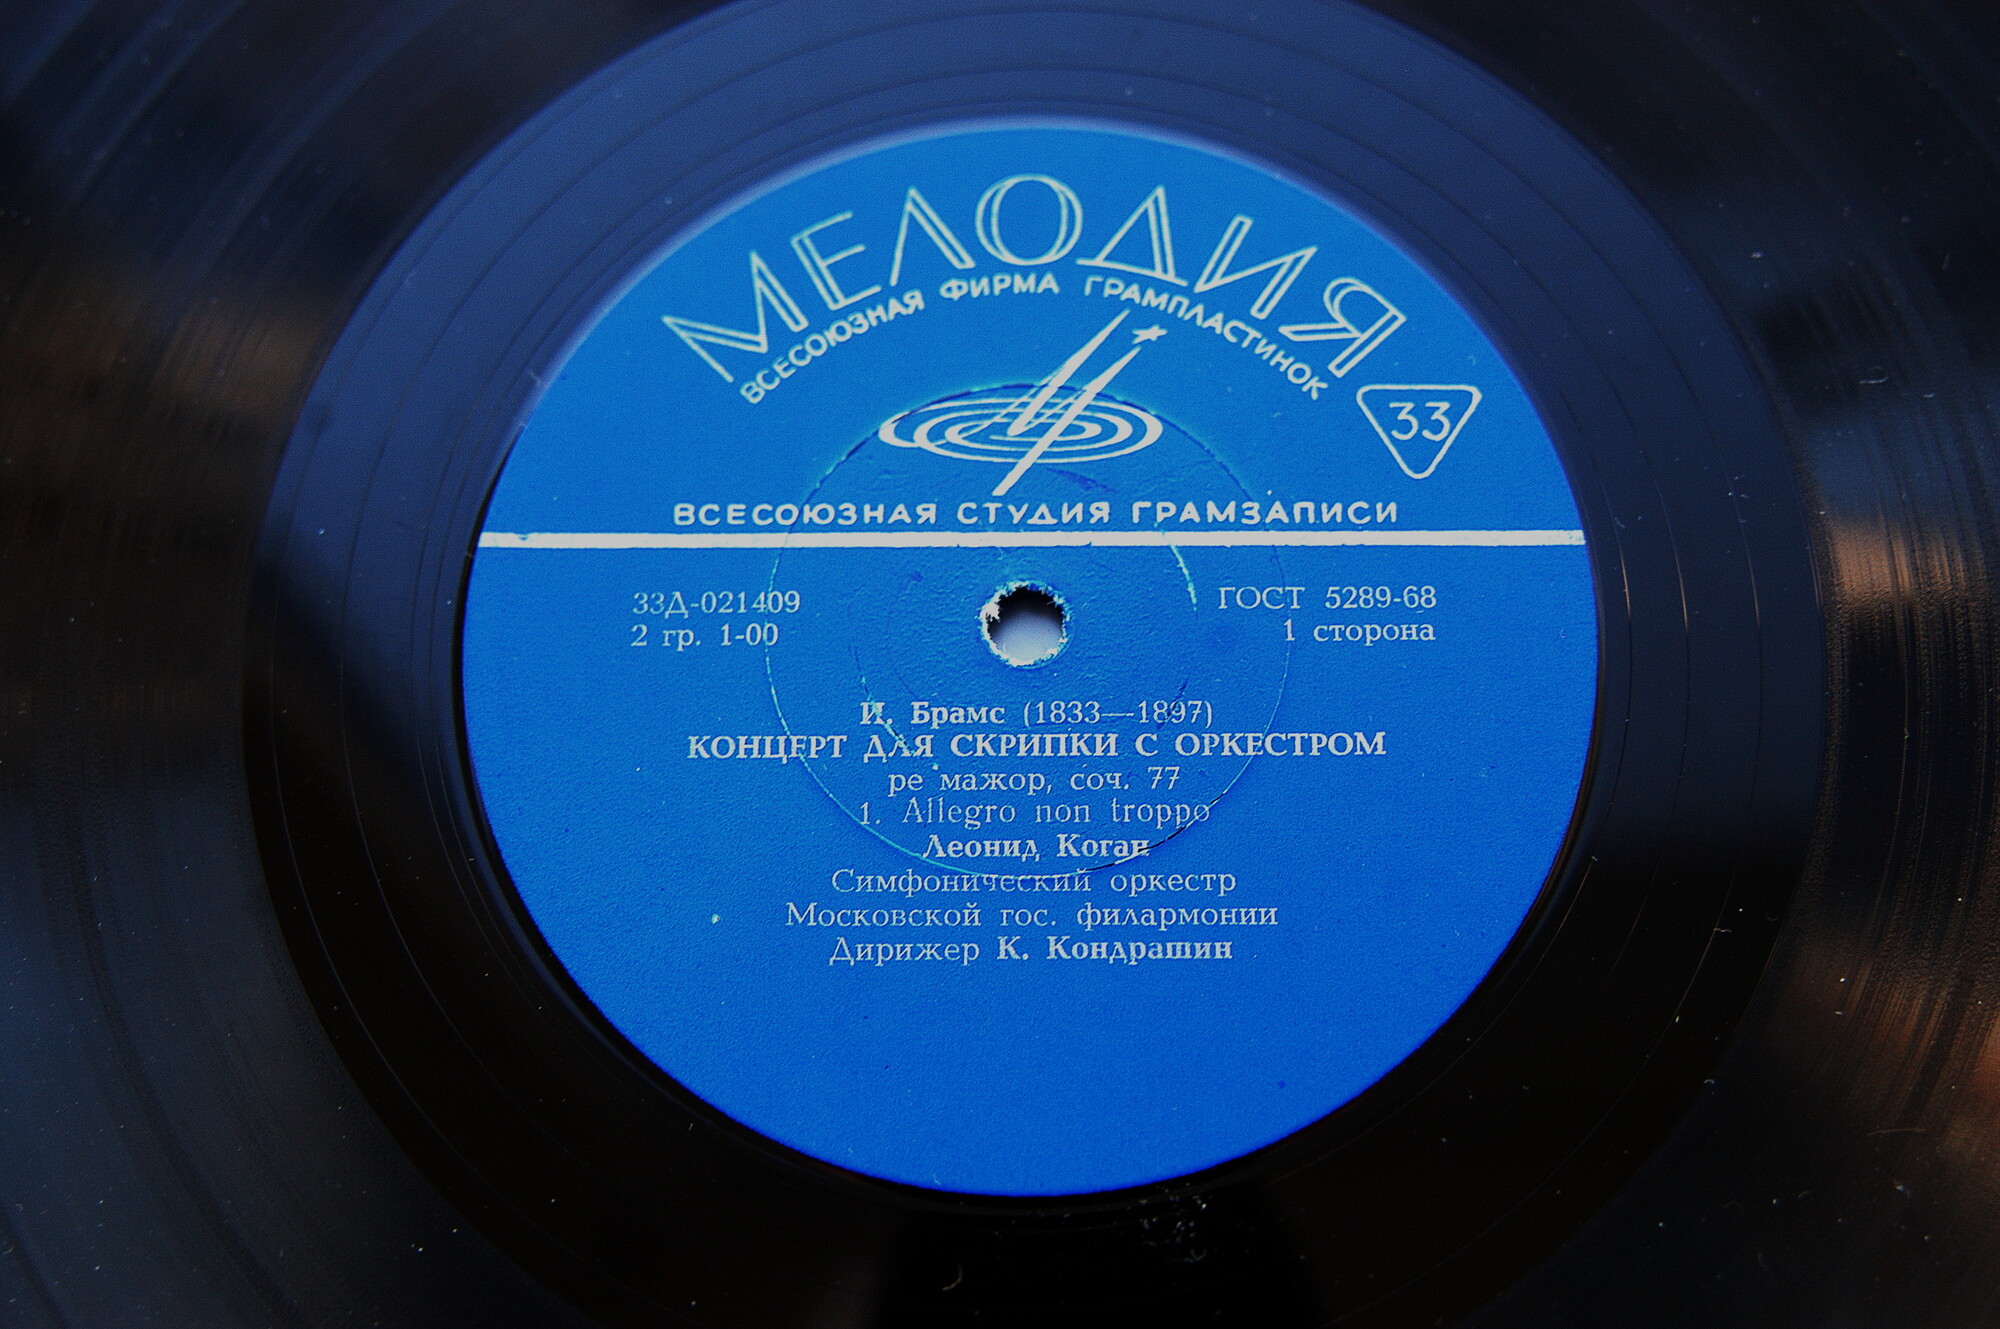 МЕЛОДИЯ
ВСЕСОЮЗНАЯ ФИРМА ГРАМПЛАСТИНОК
33
ВСЕСОЮЗНАЯ СТУДИЯ ГРАМЗАПИСИ
33Д-021409
ГОСТ 5289-68
2 гр. 1-00
1 сторона
И. Брамс (1833—1897)
КОНЦЕРТ ДЛЯ СКРИПКИ С ОРКЕСТРОМ
ре мажор, соч. 77
1. Allegro non troppo
Леонид Коган
Симфонический оркестр
Московской гос. филармонии
Дирижер К. Кондрашин